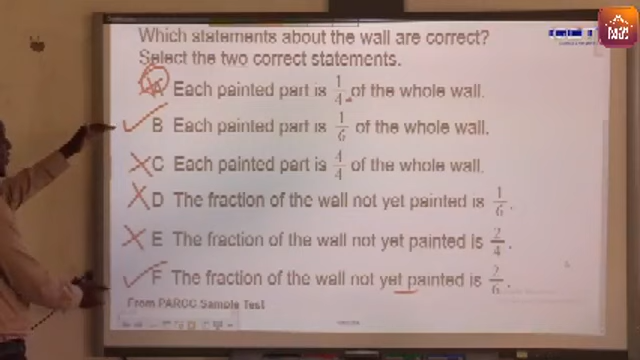 Which statements about the wall are correct?
Select the two correct statements.
A Each painted part is 1/4 of the whole wall.
B Each painted part is 1/6 of the whole wall.
C Each painted part is 4/4 of the whole wall.
D The fraction of the wall not yet painted is 1/6.
E The fraction of the wall not yet painted is 2/4.
F The fraction of the wall not yet painted is 2/6.
From PARCC Sample Test